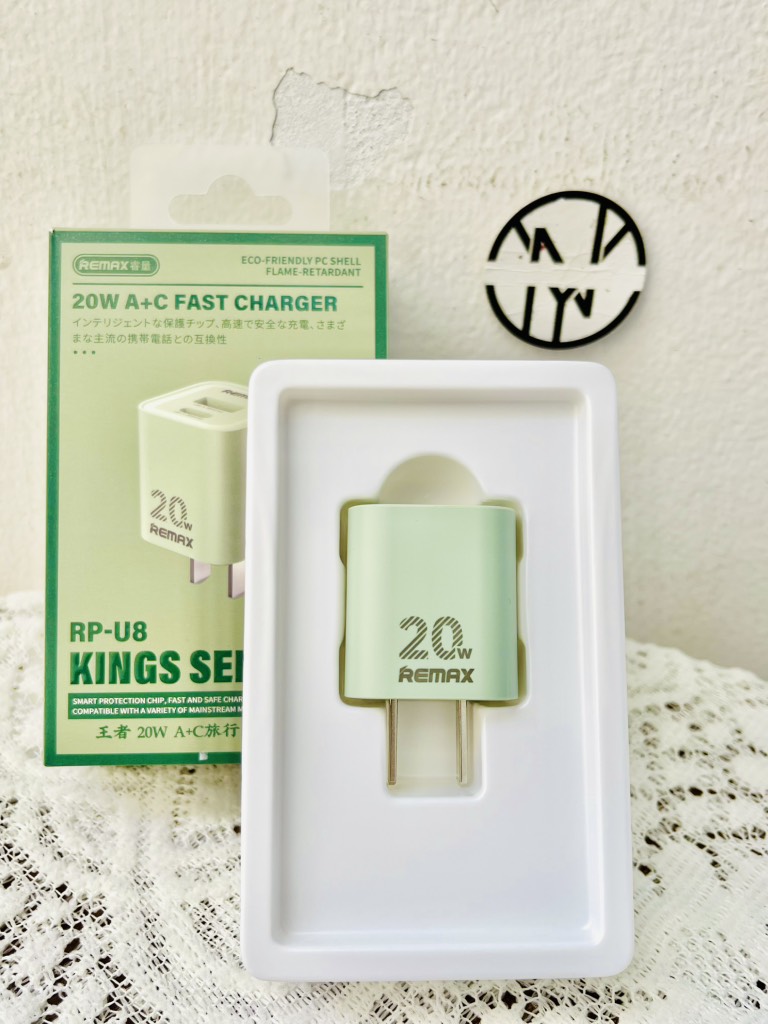 REMAX睿量
ECO-FRIENDLY PC SHELL
FLAME-RETARDANT
20W A+C FAST CHARGER
インテリジェントな保護チップ、高速で安全な充電、さまざ
まな主流の携帯電話との互換性
REMAX
20W
REMAX
RP-U8
KINGS
SMART PROTECTION CHIP, FAST AND SAFE
COMPATIBLE WITH A VARIETY OF MAINSTREAM
王者 20W A+C旅行
20W
REMAX